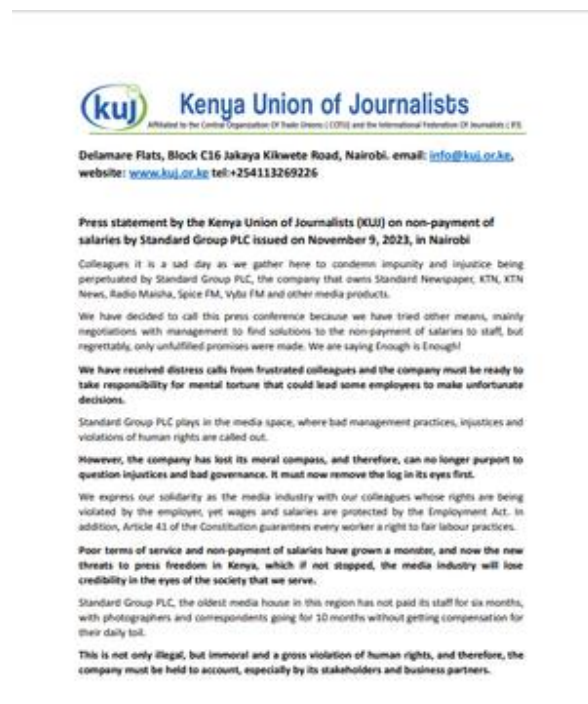 kuj
Kenya Union of Journalists
Affiliated to the Central Organization Of Trade Unions ( COTU) and the International Federation Of Journalists ( IFJ)
Delamare Flats, Block C16 Jakaya Kikwete Road, Nairobi. email: info@kuj.or.ke,
website: www.kuj.or.ke tel:+254113269226
Press statement by the Kenya Union of Journalists (KUJ) on non-payment of
salaries by Standard Group PLC issued on November 9, 2023, in Nairobi
Colleagues it is a sad day as we gather here to condemn impunity and injustice being
perpetuated by Standard Group PLC, the company that owns Standard Newspaper, KTN, KTN
News, Radio Maisha, Spice FM, Vybz FM and other media products.
We have decided to call this press conference because we have tried other means, mainly
negotiations with management to find solutions to the non-payment of salaries to staff, but
regrettably, only unfulfilled promises were made. We are saying Enough is Enough!
We have received distress calls from frustrated colleagues and the company must be ready to
take responsibility for mental torture that could lead some employees to make unfortunate
decisions.
Standard Group PLC plays in the media space, where bad management practices, injustices and
violations of human rights are called out.
However, the company has lost its moral compass, and therefore, can no longer purport to
question injustices and bad governance. It must now remove the log in its eyes first.
We express our solidarity as the media industry with our colleagues whose rights are being
violated by the employer, yet wages and salaries are protected by the Employment Act. In
addition, Article 41 of the Constitution guarantees every worker a right to fair labour practices.
Poor terms of service and non-payment of salaries have grown a monster, and now the new
threats to press freedom in Kenya, which if not stopped, the media industry will lose
credibility in the eyes of the society that we serve.
Standard Group PLC, the oldest media house in this region has not paid its staff for six months,
with photographers and correspondents going for 10 months without getting compensation for
their daily toil.
This is not only illegal, but immoral and a gross violation of human rights, and therefore, the
company must be held to account, especially by its stakeholders and business partners.